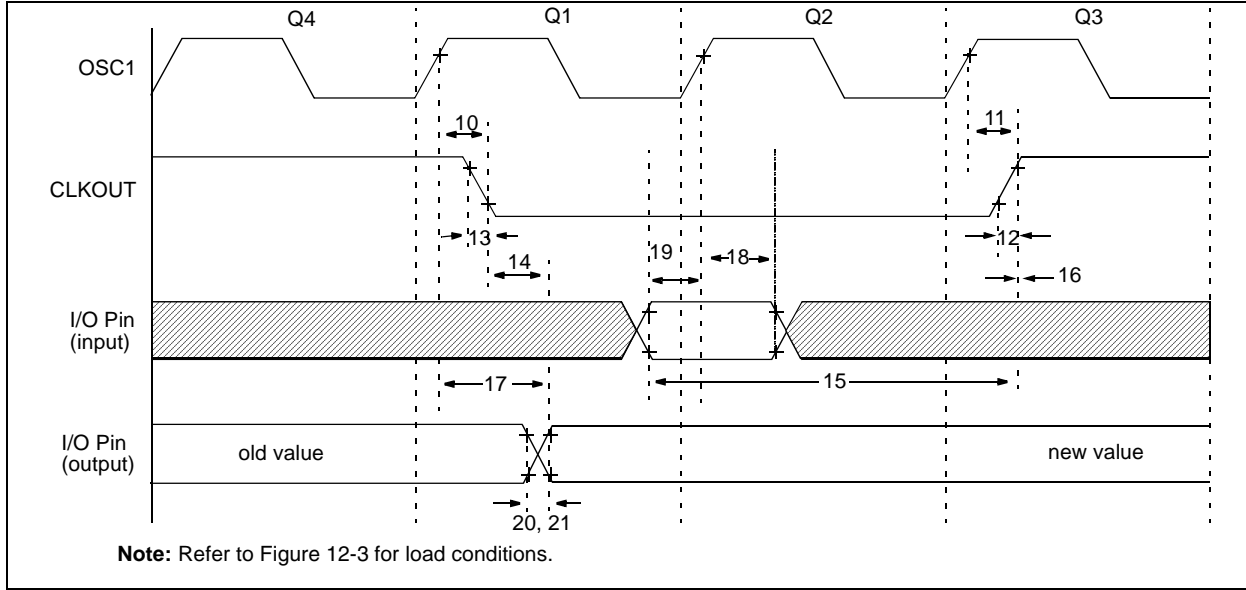 Q4 Q1 Q2 Q3
OSC1
10 11
CLKOUT
13 12
14 19 18 16
I/O Pin
(input)
17 15
I/O Pin
(output)
old value new value
20, 21
Note: Refer to Figure 12-3 for load conditions.